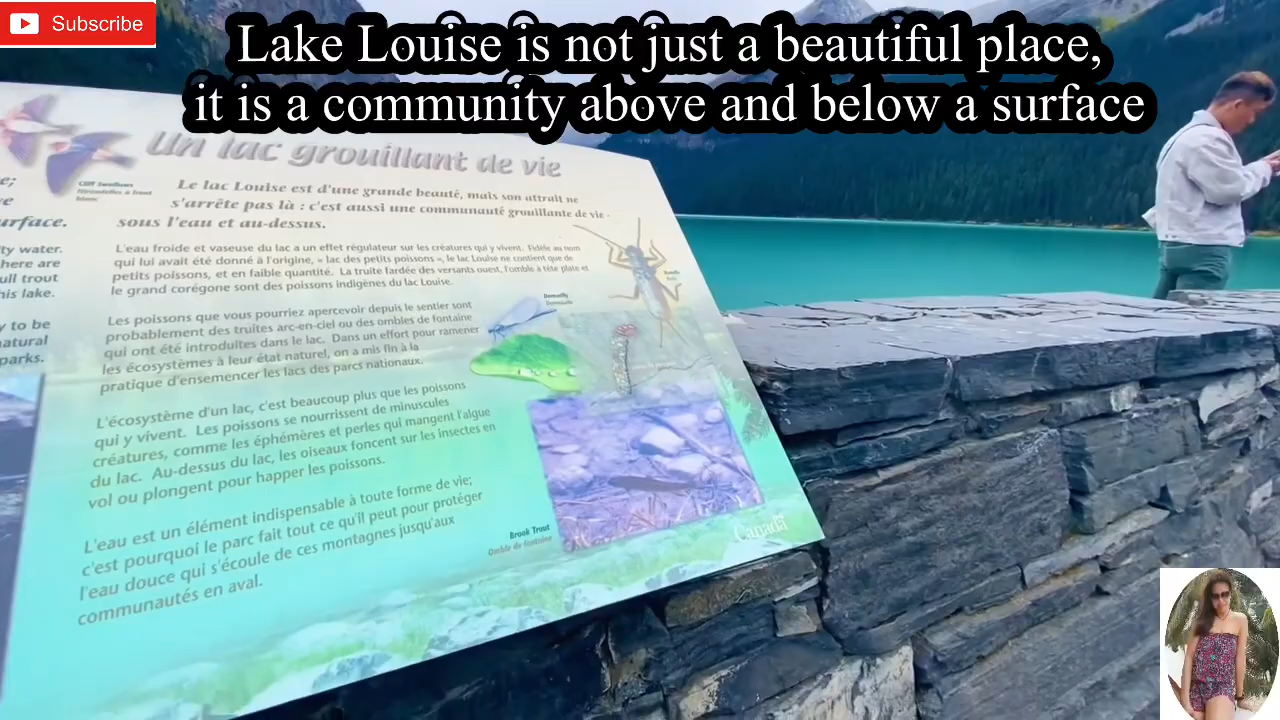 Subscribe
Lake Louise is not just a beautiful place,
it is a community above and below a surface
Un lac grouillant de vie
Cliff Swallows
Hirondelles à front
blanc
Le lac Louise est d'une grande beauté, mais son attrait ne
s'arrête pas là : c'est aussi une communauté grouillante de vie -
sous l'eau et au-dessus.
urface.
ty water.
here are
ull trout
his lake.
y to be
natural
parks.
L'eau froide et vaseuse du lac a un effet régulateur sur les créatures qui y vivent. Fidèle au nom
qui lui avait été donné à l'origine, « lac des petits poissons », le lac Louise ne contient que de
petits poissons, et en faible quantité. La truite fardée des versants ouest, l'omble à tête plate et
le grand corégone sont des poissons indigènes du lac Louise.
Les poissons que vous pourriez apercevoir depuis le sentier sont
probablement des truites arc-en-ciel ou des ombles de fontaine
qui ont été introduites dans le lac. Dans un effort pour ramener
les écosystèmes à leur état naturel, on a mis fin à la
pratique d'ensemencer les lacs des parcs nationaux.
L'écosystème d'un lac, c'est beaucoup plus que les poissons
qui y vivent. Les poissons se nourrissent de minuscules
créatures, comme les éphémères et perles qui mangent l'algue
du lac. Au-dessus du lac, les oiseaux foncent sur les insectes en
vol ou plongent pour happer les poissons.
L'eau est un élément indispensable à toute forme de vie;
c'est pourquoi le parc fait tout ce qu'il peut pour protéger
l'eau douce qui s'écoule de ces montagnes jusqu'aux
communautés en aval.
Damselfly
Demoiselle
Brook Trout
Omble de fontaine
Canada